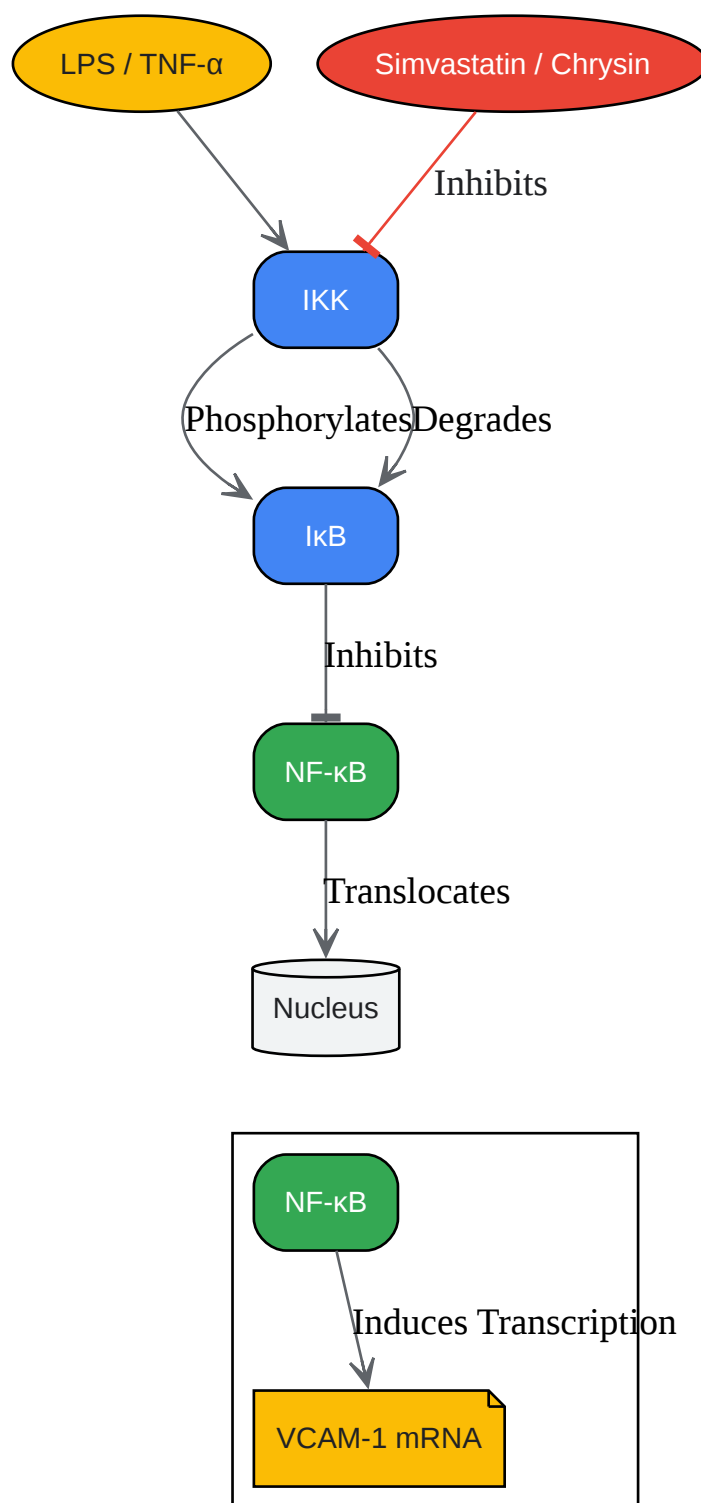 LPS / TNF-α
Simvastatin / Chrysin
Inhibits
IKK
Phosphorylates
Degrades
IκB
Inhibits
NF-κB
Translocates
Nucleus
NF-κB
Induces Transcription
VCAM-1 mRNA